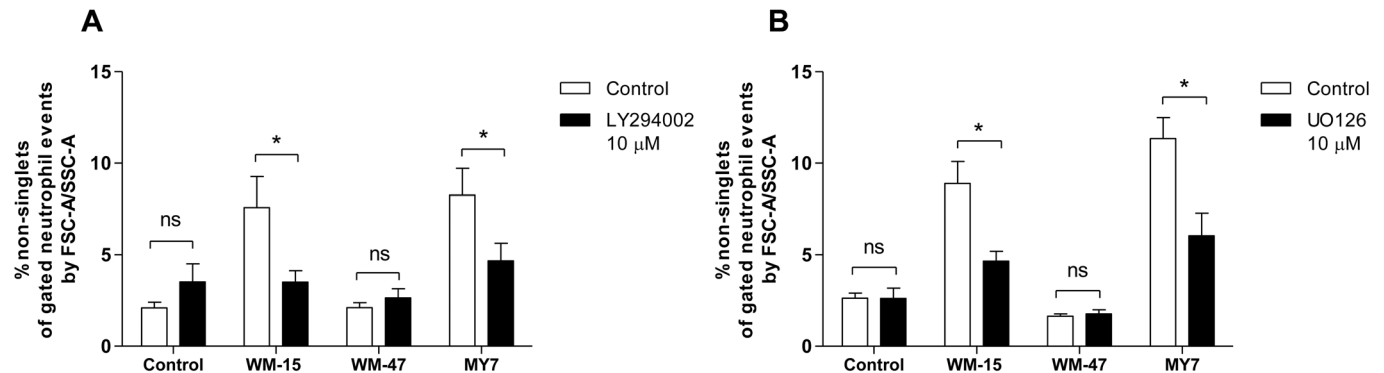 A
% non-singlets
of gated neutrophil events
by FSC-A/SSC-A
15
10
5
0
ns
*
ns
*
Control
WM-15
WM-47
MY7
Control
LY294002
10 μM
B
% non-singlets
of gated neutrophil events
by FSC-A/SSC-A
15
10
5
0
ns
*
ns
*
Control
WM-15
WM-47
MY7
Control
UO126
10 μM